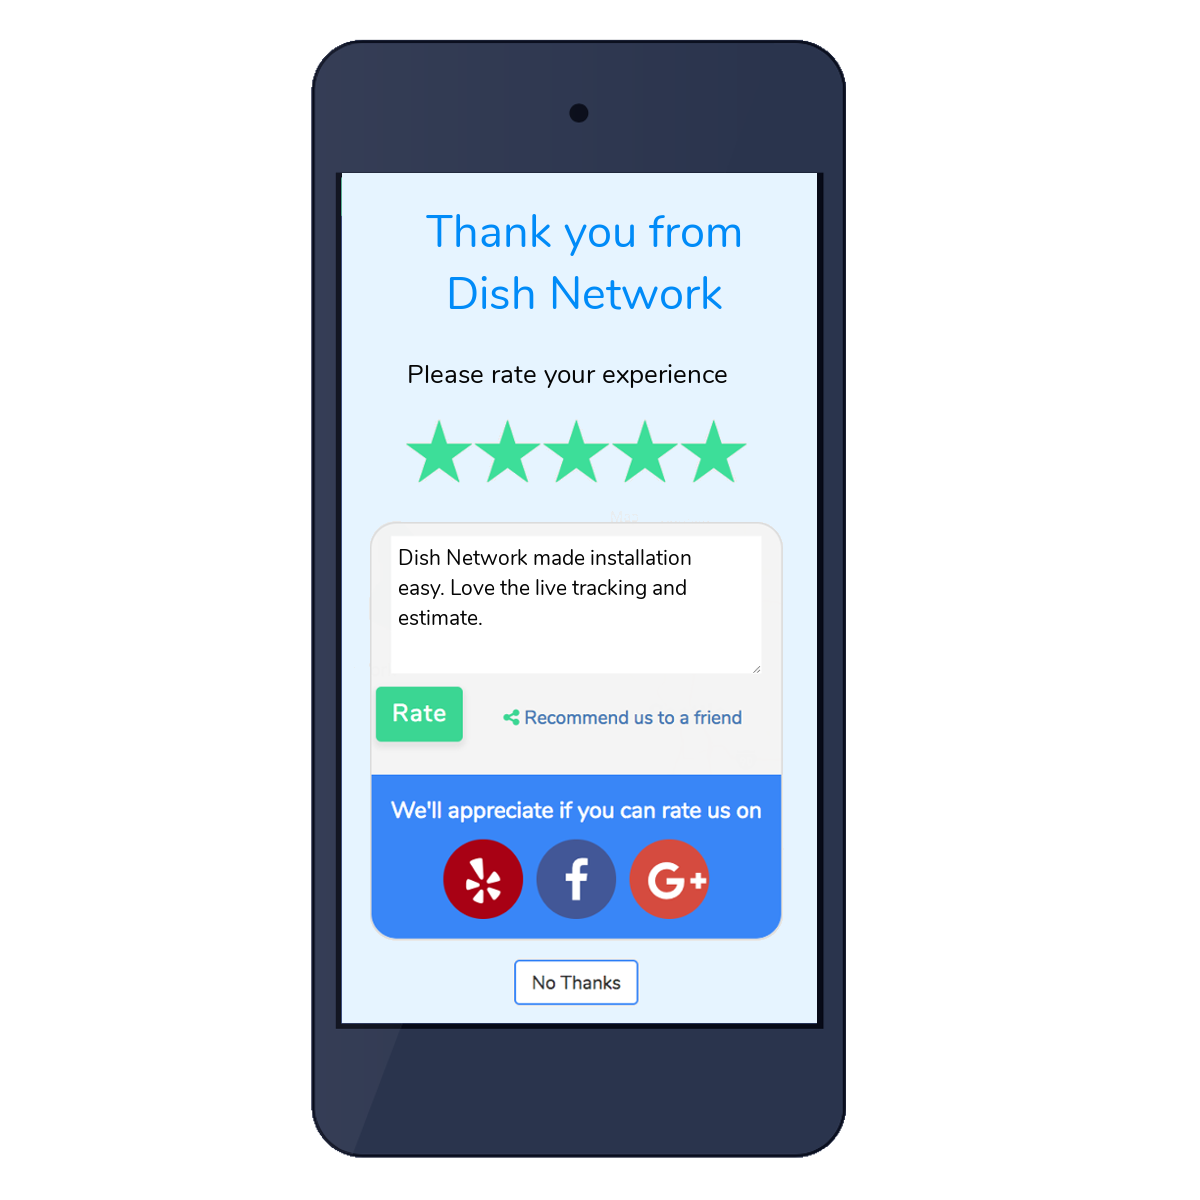 Thank you from
Dish Network
Please rate your experience
Dish Network made installation
easy. Love the live tracking and
estimate.
Rate
Recommend us to a friend
We'll appreciate if you can rate us on
f
G+
No Thanks